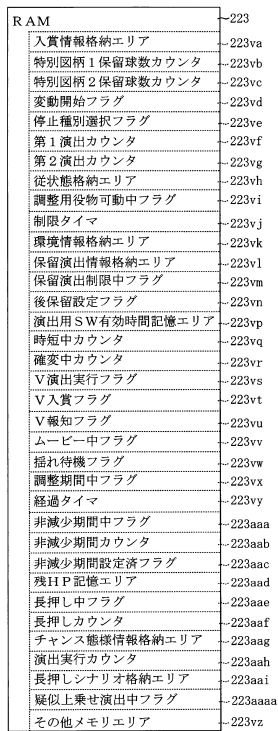 RAM 223
入賞情報格納エリア 223va
特別図柄1保留球数カウンタ 223vb
特別図柄2保留球数カウンタ 223vc
変動開始フラグ 223vd
停止種別選択フラグ 223ve
第1演出カウンタ 223vf
第2演出カウンタ 223vg
従状態格納エリア 223vh
調整用役物可動中フラグ 223vi
制限タイマ 223vj
環境情報格納エリア 223vk
保留演出情報格納エリア 223vl
保留演出制限中フラグ 223vm
後保留設定フラグ 223vn
演出用SW有効時間記憶エリア 223vp
時短中カウンタ 223vq
確変中カウンタ 223vr
V演出実行フラグ 223vs
V入賞フラグ 223vt
V報知フラグ 223vu
ムービー中フラグ 223vv
揺れ待機フラグ 223vw
調整期間中フラグ 223vx
経過タイマ 223vy
非減少期間中フラグ 223aaa
非減少期間カウンタ 223aab
非減少期間設定済フラグ 223aac
残HP記憶エリア 223aad
長押し中フラグ 223aae
長押しカウンタ 223aaf
チャンス態様情報格納エリア 223aag
演出実行カウンタ 223aah
長押しシナリオ格納エリア 223aai
疑似上乗せ演出中フラグ 223aaaa
その他メモリエリア 223vz